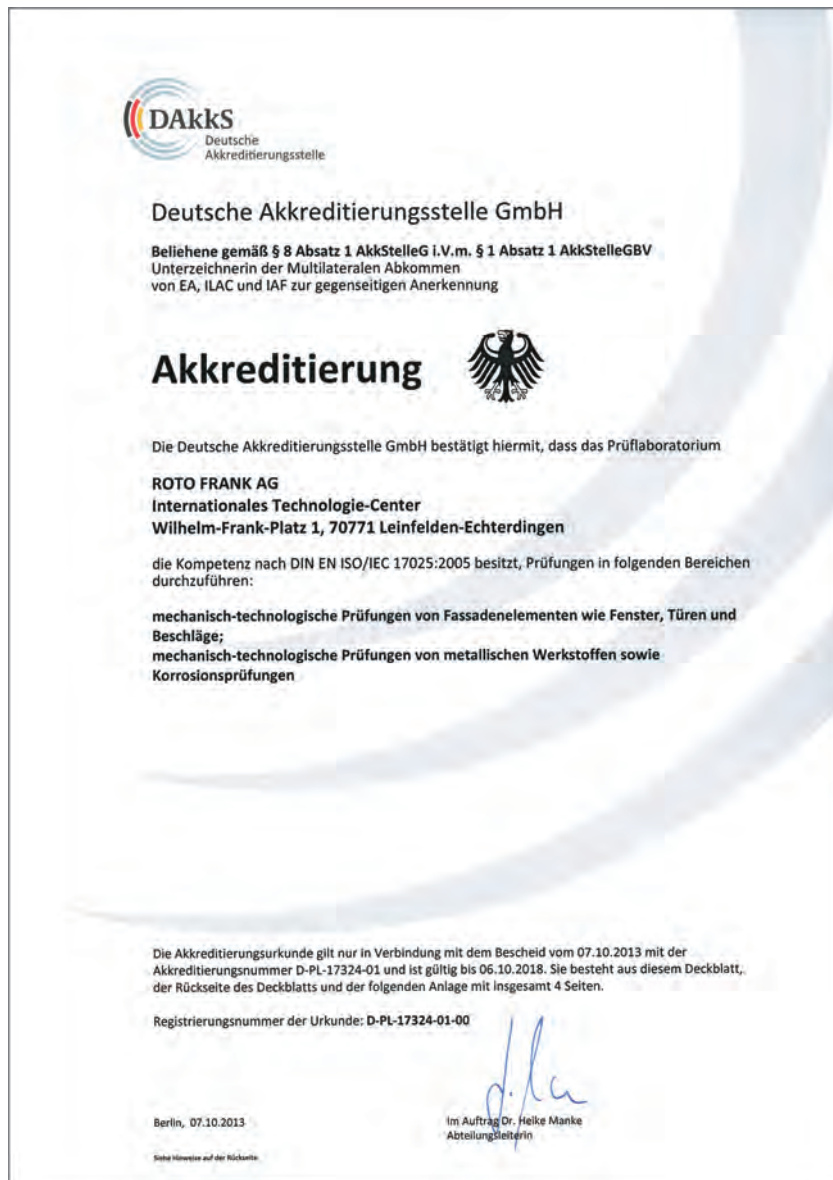 DAkkS
Deutsche
Akkreditierungsstelle
Deutsche Akkreditierungsstelle GmbH
Beliehene gemäß § 8 Absatz 1 AkkStelleG i.V.m. § 1 Absatz 1 AkkStelleGBV
Unterzeichnerin der Multilateralen Abkommen
von EA, ILAC und IAF zur gegenseitigen Anerkennung
Akkreditierung
Die Deutsche Akkreditierungsstelle GmbH bestätigt hiermit, dass das Prüflaboratorium
ROTO FRANK AG
Internationales Technologie-Center
Wilhelm-Frank-Platz 1, 70771 Leinfelden-Echterdingen
die Kompetenz nach DIN EN ISO/IEC 17025:2005 besitzt, Prüfungen in folgenden Bereichen
durchzuführen:
mechanisch-technologische Prüfungen von Fassadenelementen wie Fenster, Türen und
Beschläge;
mechanisch-technologische Prüfungen von metallischen Werkstoffen sowie
Korrosionsprüfungen
Die Akkreditierungsurkunde gilt nur in Verbindung mit dem Bescheid vom 07.10.2013 mit der
Akkreditierungsnummer D-PL-17324-01 und ist gültig bis 06.10.2018. Sie besteht aus diesem Deckblatt,
der Rückseite des Deckblatts und der folgenden Anlage mit insgesamt 4 Seiten.
Registrierungsnummer der Urkunde: D-PL-17324-01-00
Berlin, 07.10.2013
Im Auftrag Dr. Heike Manke
Abteilungsleiterin
Siehe Hinweise auf der Rückseite